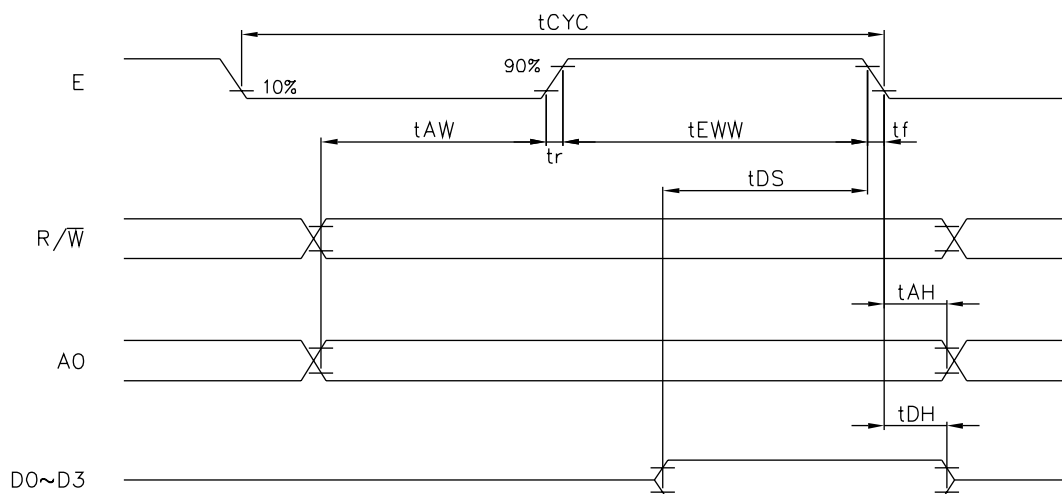 tCYC
E
90%
10%
tAW
tEWW
tf
tr
tDS
R/W̅
tAH
A0
tDH
D0~D3